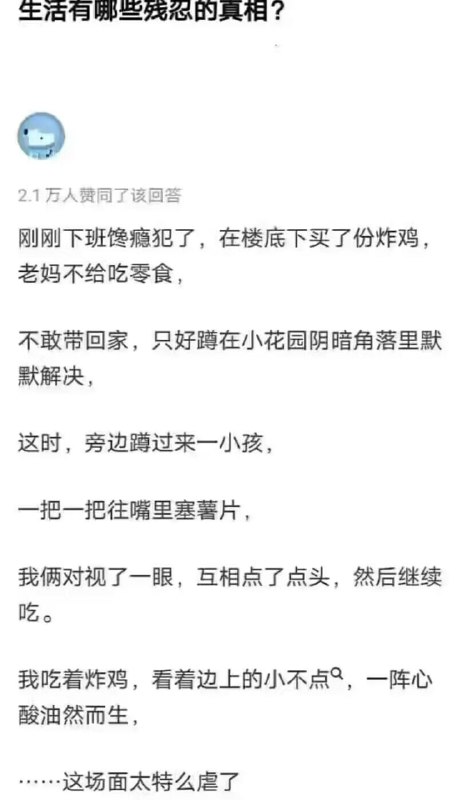 生活有哪些残忍的真相？
2.1 万人赞同了该回答
刚刚下班馋瘾犯了，在楼底下买了份炸鸡，
老妈不给吃零食，
不敢带回家，只好蹲在小花园阴暗角落里默
默解决，
这时，旁边蹲过来一小孩，
一把一把往嘴里塞薯片，
我俩对视了一眼，互相点了点头，然后继续
吃。
我吃着炸鸡，看着边上的小不点，一阵心
酸油然而生，
……这场面太特么虐了